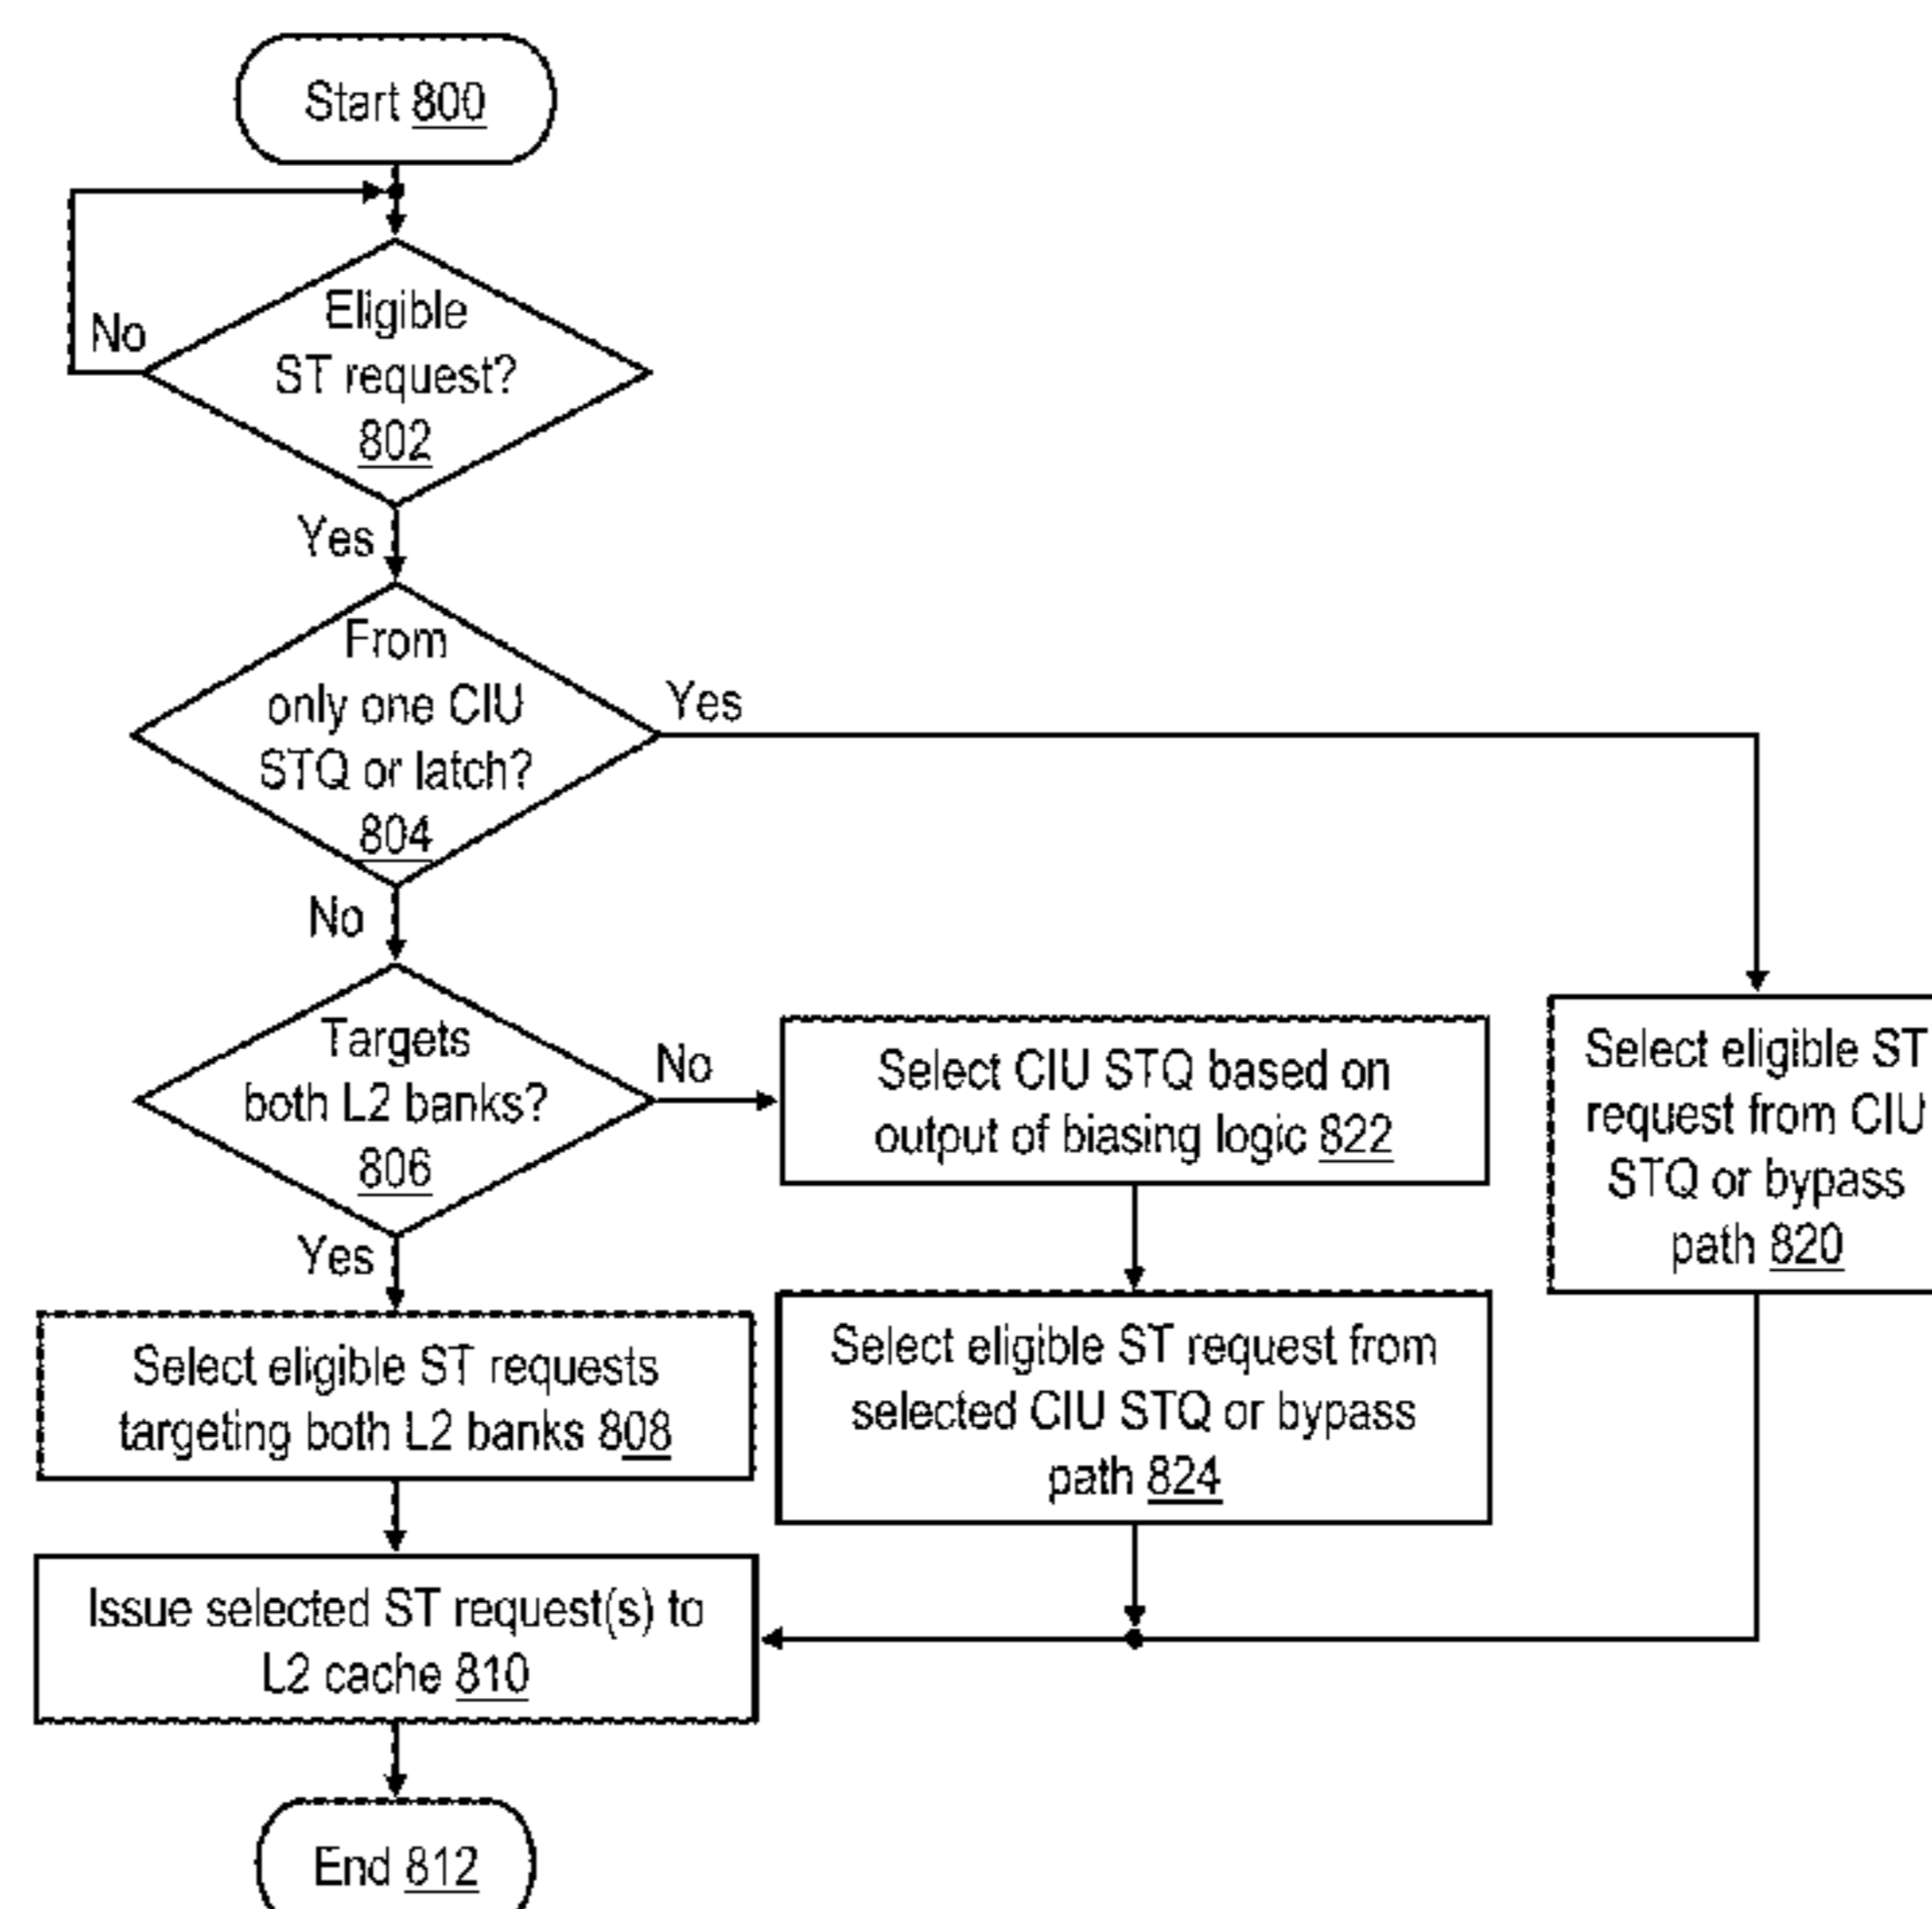 Start 800
No
Eligible
ST request?
802
Yes
From
only one CIU
STQ or latch?
804
Yes
No
Targets
both L2 banks?
806
No
Select CIU STQ based on
output of biasing logic 822
Select eligible ST
request from CIU
STQ or bypass
path 820
Yes
Select eligible ST requests
targeting both L2 banks 808
Select eligible ST request from
selected CIU STQ or bypass
path 824
Issue selected ST request(s) to
L2 cache 810
End 812